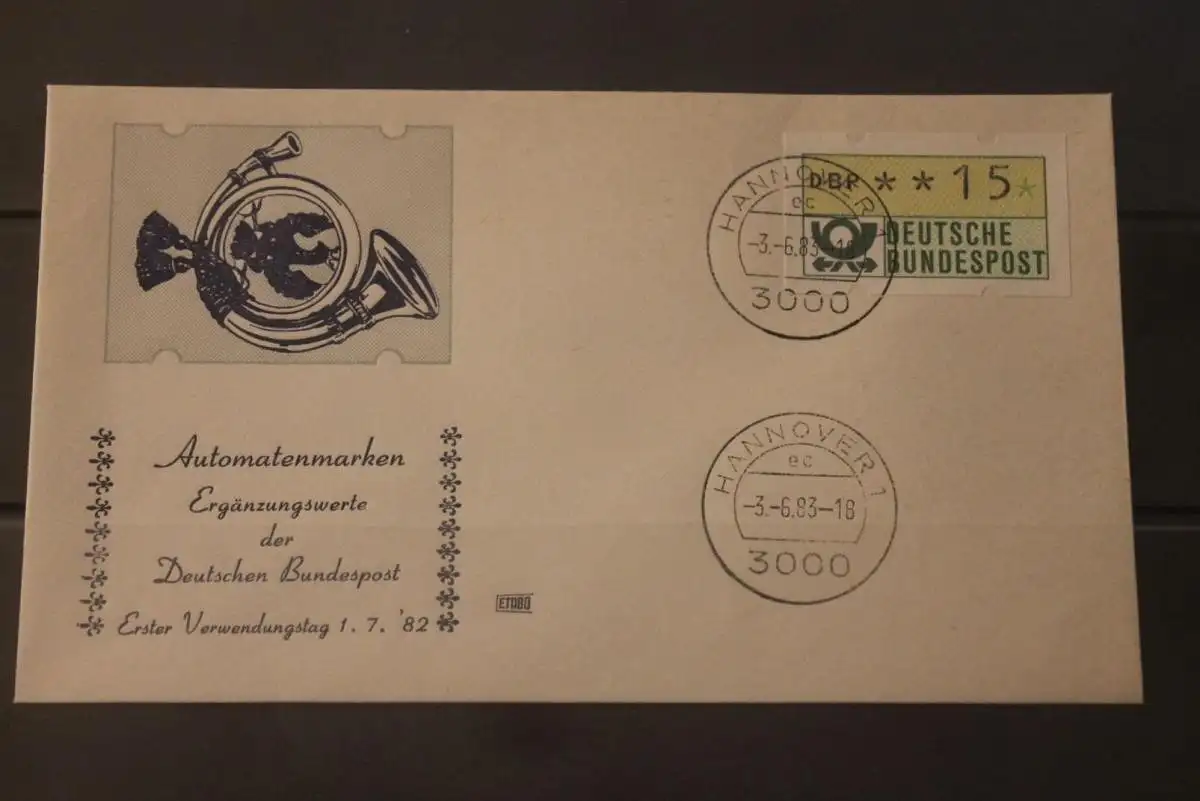 DBP **15*
DEUTSCHE
BUNDESPOST
HANNOVER 1
ec
-3.-6.83-18
3000
Automatenmarken
Ergänzungswerte
der
Deutschen Bundespost
Erster Verwendungstag 1. 7. '82
ETABÖ
HANNOVER 1
ec
-3.-6.83-18
3000